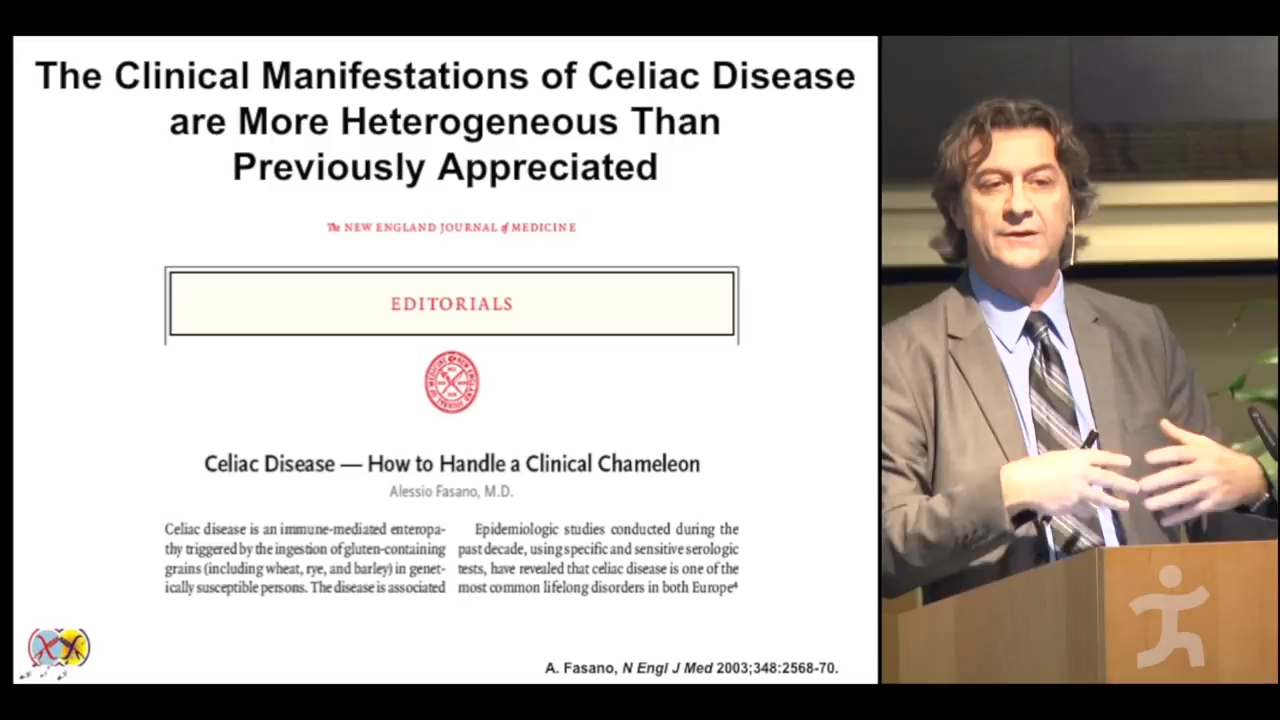 The Clinical Manifestations of Celiac Disease
are More Heterogeneous Than
Previously Appreciated
The NEW ENGLAND JOURNAL of MEDICINE
EDITORIALS
Celiac Disease — How to Handle a Clinical Chameleon
Alessio Fasano, M.D.
Celiac disease is an immune-mediated enteropa-
thy triggered by the ingestion of gluten-containing
grains (including wheat, rye, and barley) in genet-
ically susceptible persons. The disease is associated
Epidemiologic studies conducted during the
past decade, using specific and sensitive serologic
tests, have revealed that celiac disease is one of the
most common lifelong disorders in both Europe⁴
A. Fasano, N Engl J Med 2003;348:2568-70.